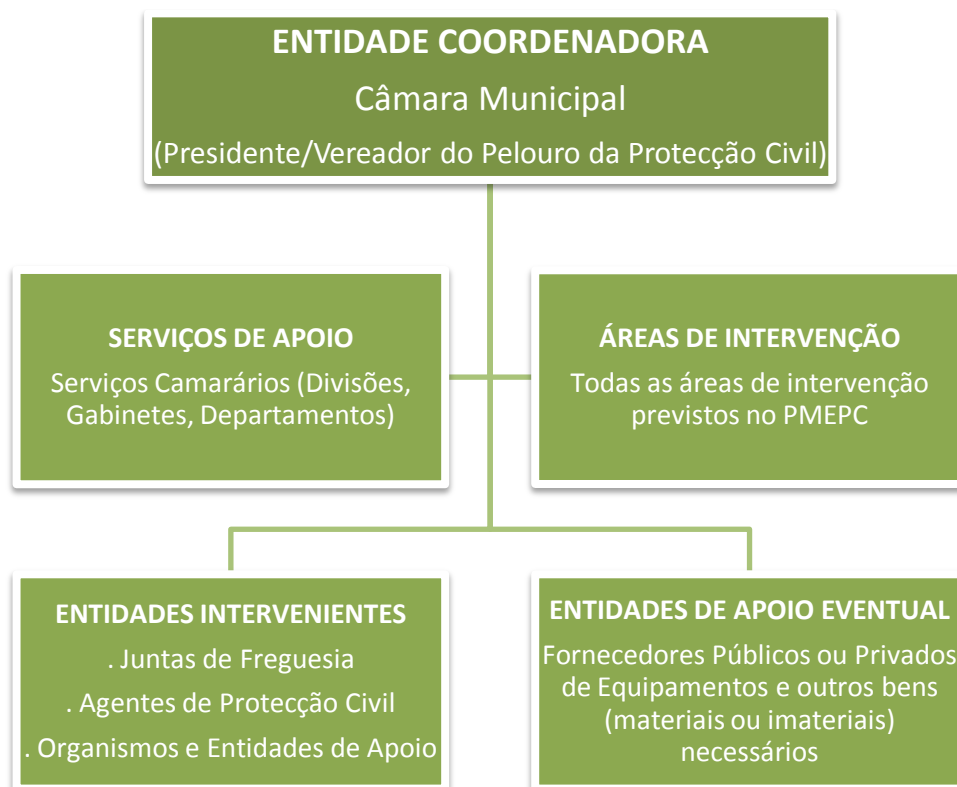 ENTIDADE COORDENADORA
Câmara Municipal
(Presidente/Vereador do Pelouro da Protecção Civil)
SERVIÇOS DE APOIO
Serviços Camarários (Divisões,
Gabinetes, Departamentos)
ÁREAS DE INTERVENÇÃO
Todas as áreas de intervenção
previstos no PMEPC
ENTIDADES INTERVENIENTES
. Juntas de Freguesia
. Agentes de Protecção Civil
. Organismos e Entidades de Apoio
ENTIDADES DE APOIO EVENTUAL
Fornecedores Públicos ou Privados
de Equipamentos e outros bens
(materiais ou imateriais)
necessários